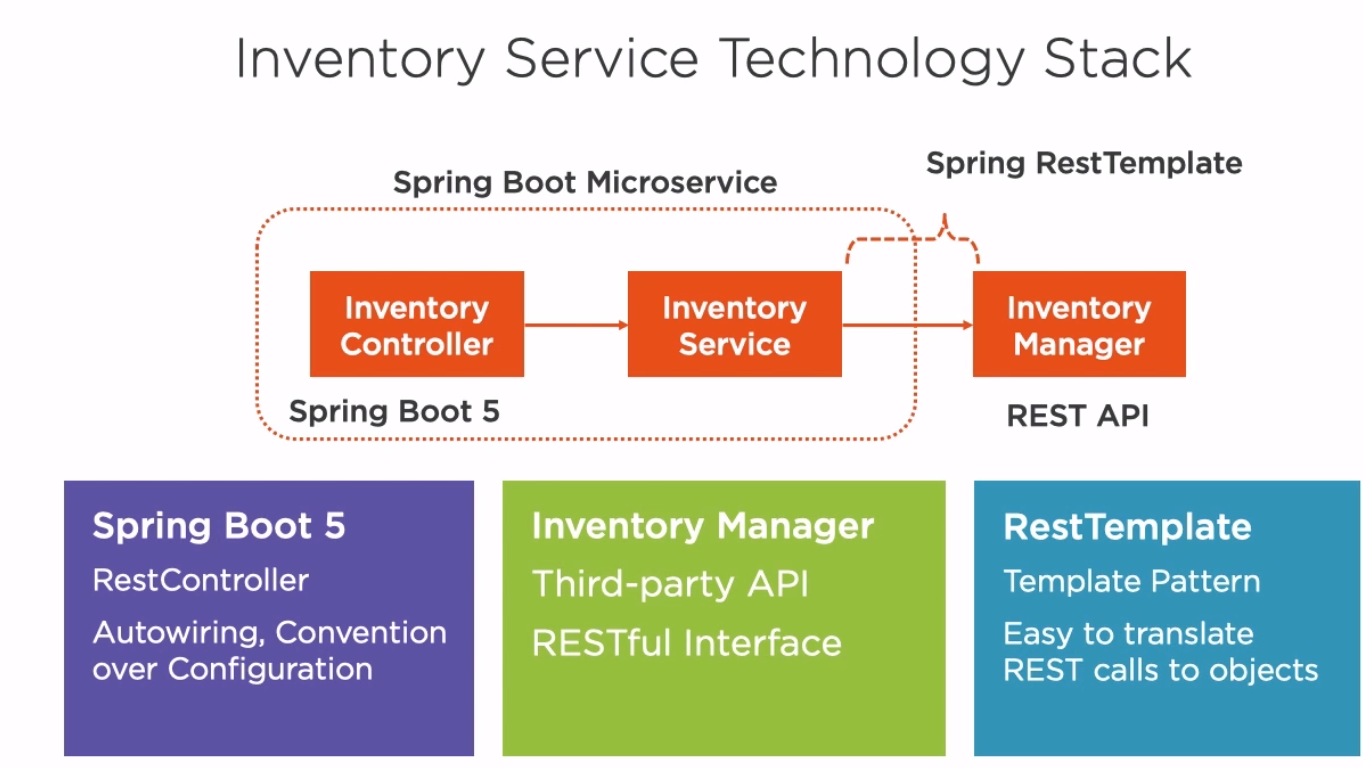 Inventory Service Technology Stack
Spring RestTemplate
Spring Boot Microservice
Inventory
Controller
Inventory
Service
Inventory
Manager
Spring Boot 5
REST API
Spring Boot 5
RestController
Autowiring, Convention
over Configuration
Inventory Manager
Third-party API
RESTful Interface
RestTemplate
Template Pattern
Easy to translate
REST calls to objects